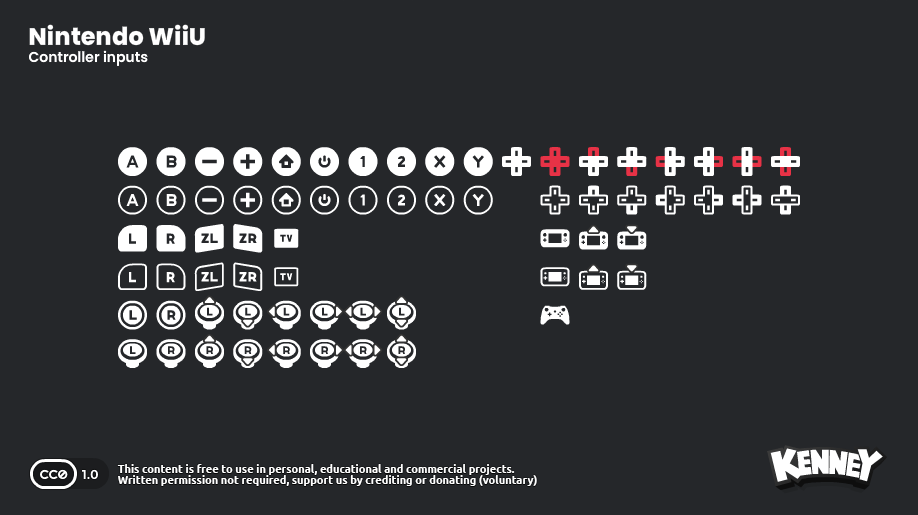 Nintendo WiiU
Controller inputs
A B 1 2 X Y
A B 1 2 X Y
L R ZL ZR TV
L R ZL ZR TV
L R L L L L L L
L R R R R R R R
CC0 1.0
This content is free to use in personal, educational and commercial projects.
Written permission not required, support us by crediting or donating (voluntary)
KENNEY